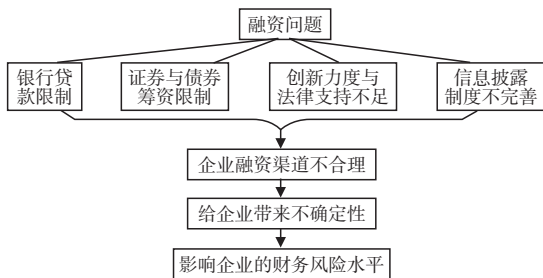 融资问题
银行贷
款限制
证券与债券
筹资限制
创新力度与
法律支持不足
信息披露
制度不完善
企业融资渠道不合理
给企业带来不确定性
影响企业的财务风险水平